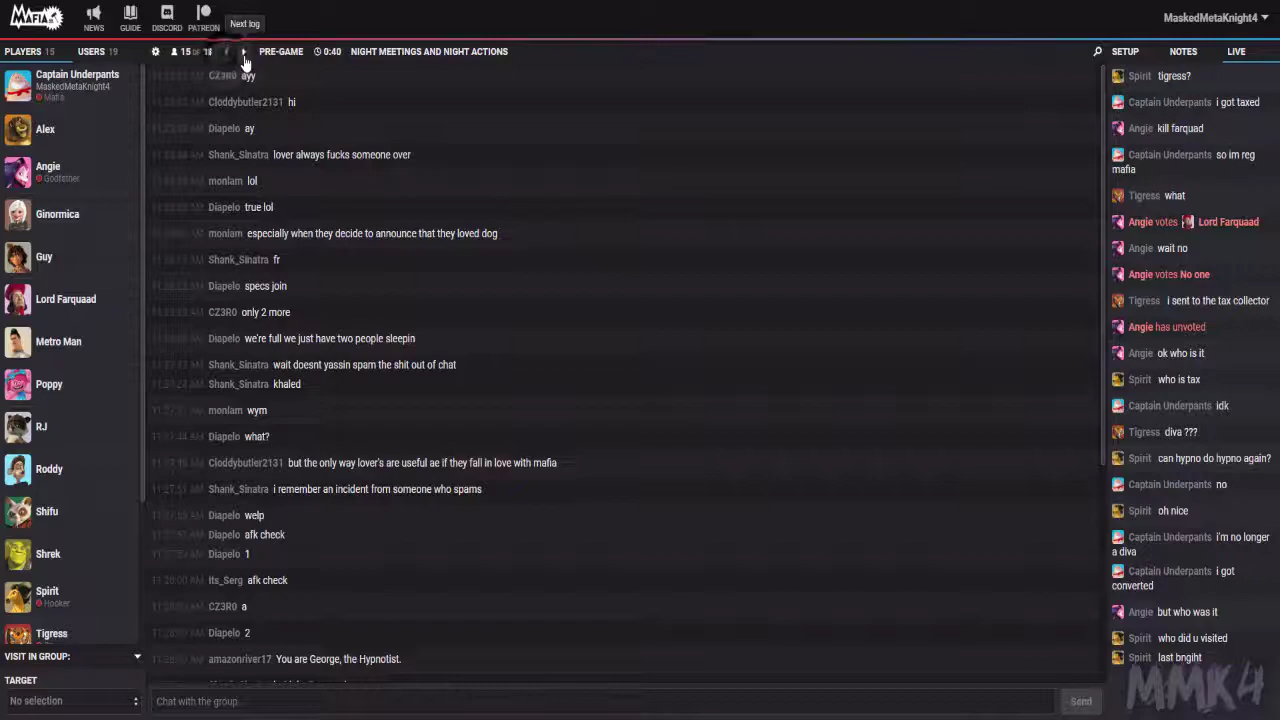 MAFIA
Next log
NEWS
GUIDE
DISCORD
PATREON
MaskedMetaKnight4
PLAYERS 15
USERS 19
15 OF
PRE-GAME
0:40
NIGHT MEETINGS AND NIGHT ACTIONS
SETUP
NOTES
LIVE
Captain Underpants
MaskedMetaKnight4
Mafia
Alex
Angie
Godfather
Ginormica
Guy
Lord Farquaad
Metro Man
Poppy
RJ
Roddy
Shifu
Shrek
Spirit
Hooker
Tigress
VISIT IN GROUP:
TARGET
No selection
CZ3R0 ayy
Cloddybutler2131 hi
Diapelo ay
Shank_Sinatra lover always fucks someone over
moniam lol
Diapelo true lol
moniam especially when they decide to announce that they loved dog
Shank_Sinatra fr
Diapelo specs join
CZ3R0 only 2 more
Diapelo we're full we just have two people sleepin
Shank_Sinatra wait doesnt yassin spam the shit out of chat
Shank_Sinatra khaled
moniam wym
Diapelo what?
Cloddybutler2131 but the only way lover's are useful ae if they fall in love with mafia
Shank_Sinatra i remember an incident from someone who spams
Diapelo welp
Diapelo afk check
Diapelo 1
Its_Serg afk check
CZ3R0 a
Diapelo 2
amazonriver17 You are George, the Hypnotist.
Chat with the group
Send
Spirit tigress?
Captain Underpants i got taxed
Angie kill farquad
Captain Underpants so im reg
mafia
Tigress what
Angie votes Lord Farquaad
Angie wait no
Angie votes No one
Tigress i sent to the tax collector
Angie has unvoted
Angie ok who is it
Spirit who is tax
Captain Underpants idk
Tigress diva ???
Spirit can hypno do hypno again?
Captain Underpants no
Spirit oh nice
Captain Underpants i'm no longer
a diva
Captain Underpants i got
converted
Angie but who was it
Spirit who did u visited
Spirit last bngiht
MMK4